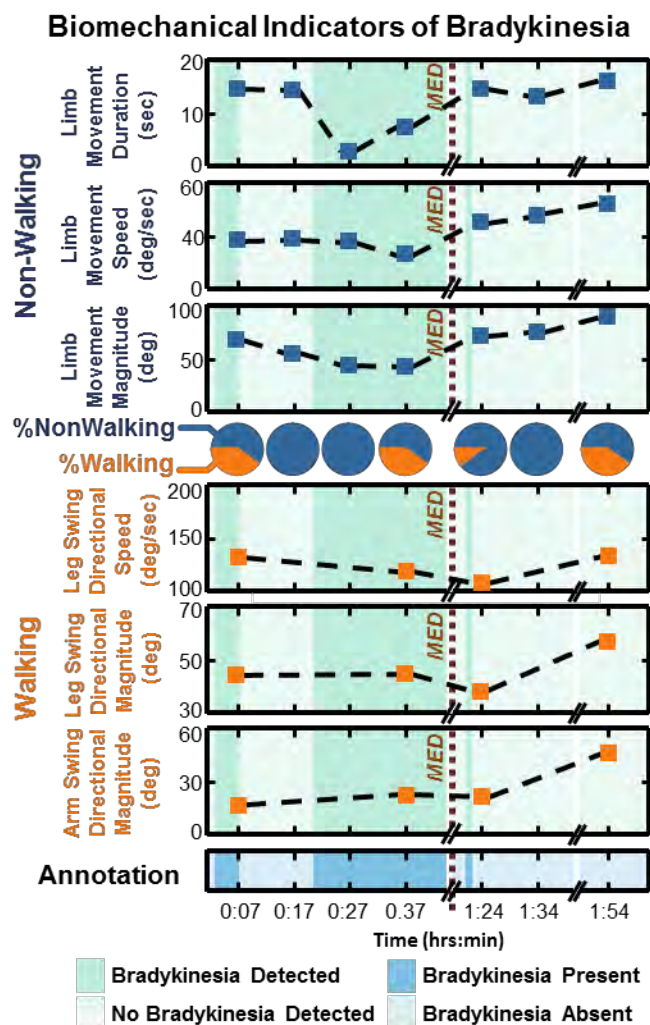 Biomechanical Indicators of Bradykinesia
Non-Walking
Limb
Movement
Duration
(sec)
20
10
0
MED
Limb
Movement
Speed
(deg/sec)
60
40
0
MED
Limb
Movement
Magnitude
(deg)
100
50
0
MED
%NonWalking
%Walking
Walking
Leg Swing
Directional
Speed
(deg/sec)
200
150
100
MED
Leg Swing
Directional
Magnitude
(deg)
70
50
30
MED
Arm Swing
Directional
Magnitude
(deg)
60
30
0
MED
Annotation
0:07 0:17 0:27 0.37 1:24 1:34 1:54
Time (hrs:min)
Bradykinesia Detected
Bradykinesia Present
No Bradykinesia Detected
Bradykinesia Absent